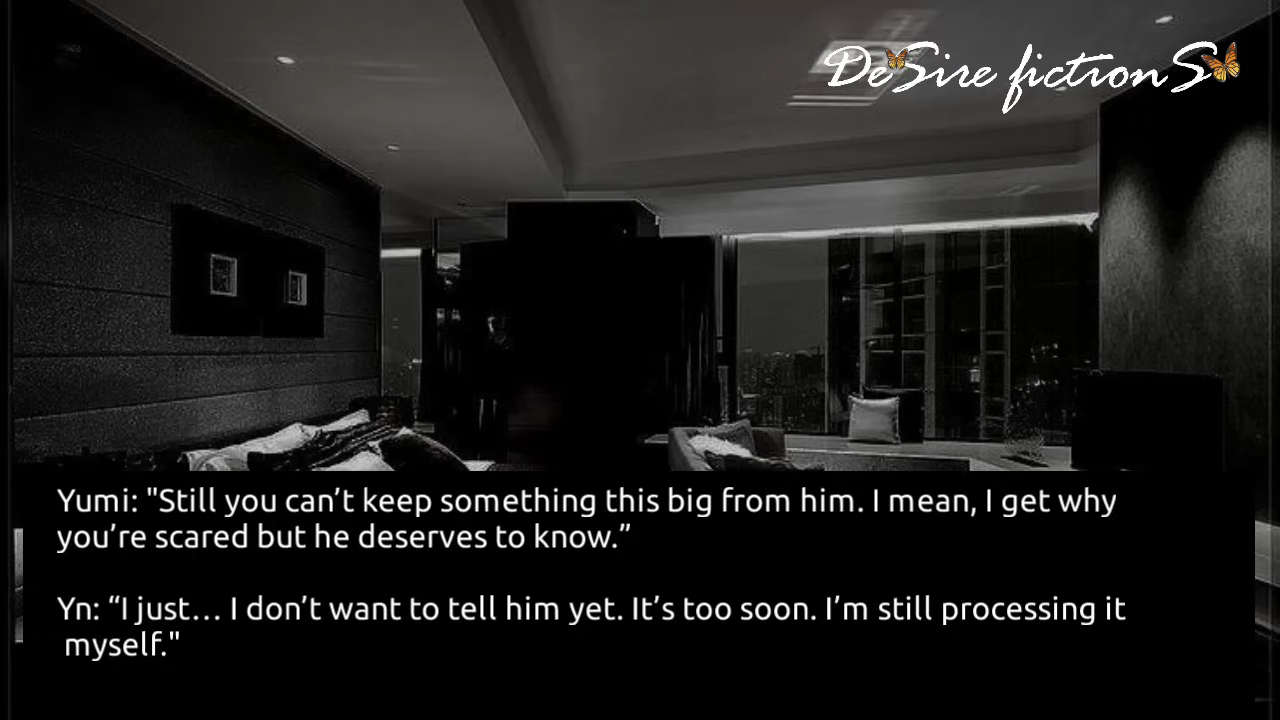 DeSire fictionS
Yumi: "Still you can’t keep something this big from him. I mean, I get why
you’re scared but he deserves to know.”
Yn: “I just… I don’t want to tell him yet. It’s too soon. I’m still processing it
myself."